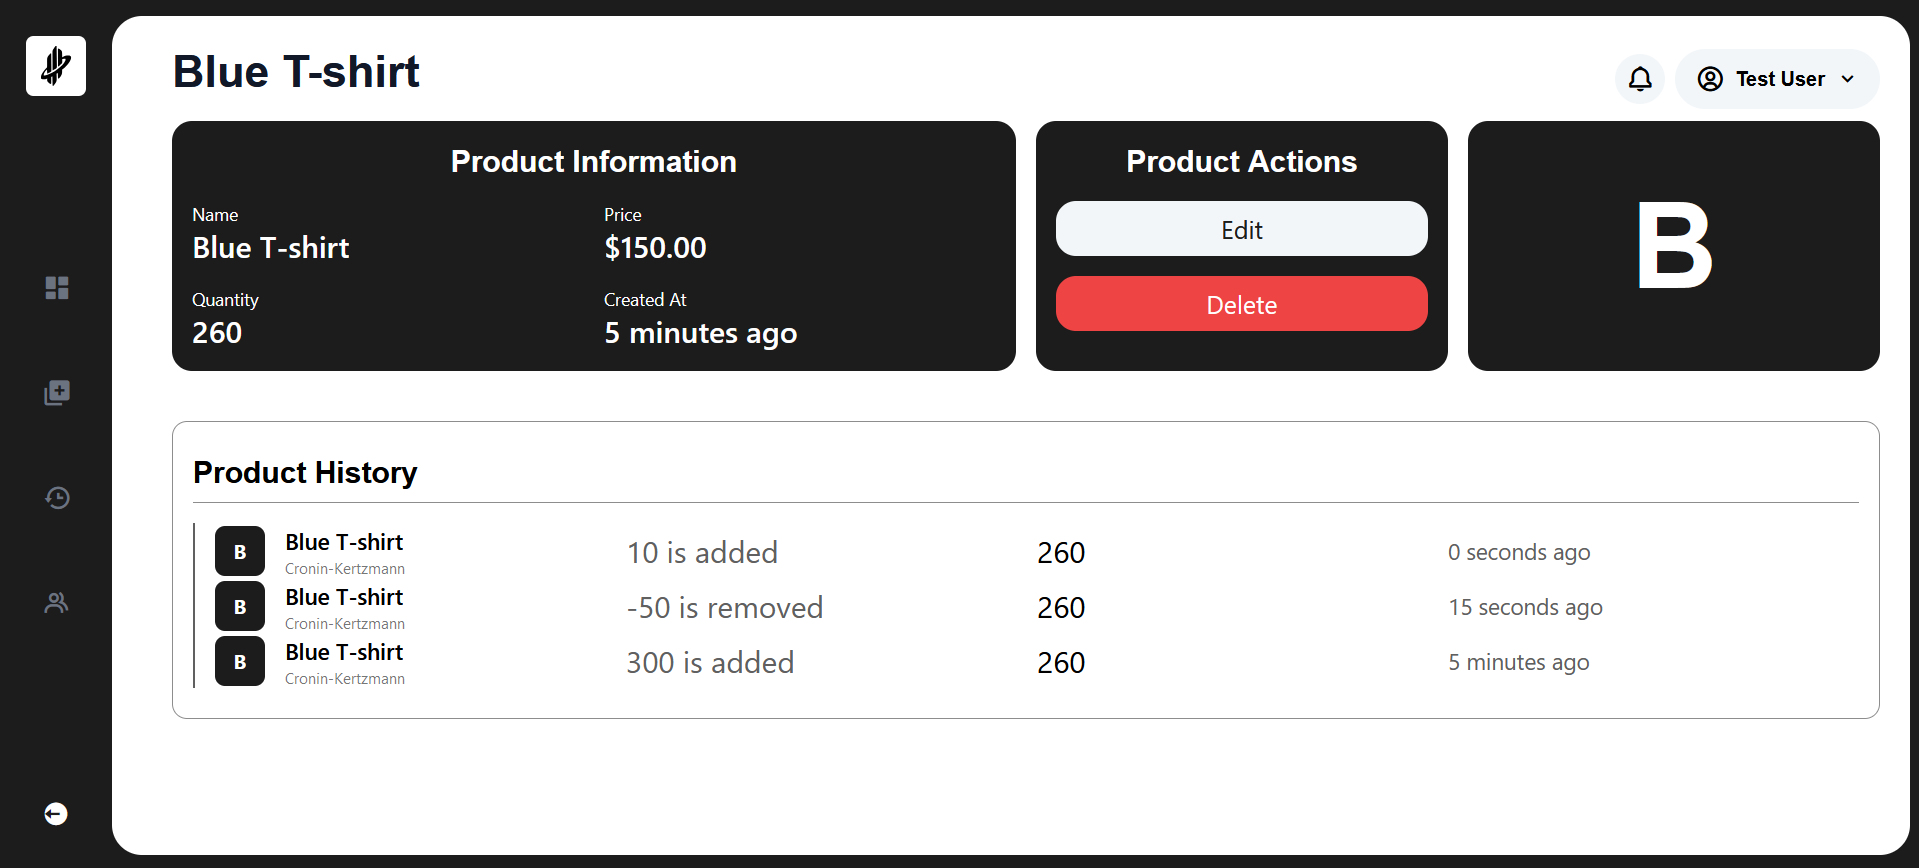 Blue T-shirt
Test User
Product Information
Name
Blue T-shirt
Price
$150.00
Quantity
260
Created At
5 minutes ago
Product Actions
Edit
Delete
B
Product History
B Blue T-shirt 10 is added 260 0 seconds ago
Cronin-Kertzmann
B Blue T-shirt -50 is removed 260 15 seconds ago
Cronin-Kertzmann
B Blue T-shirt 300 is added 260 5 minutes ago
Cronin-Kertzmann